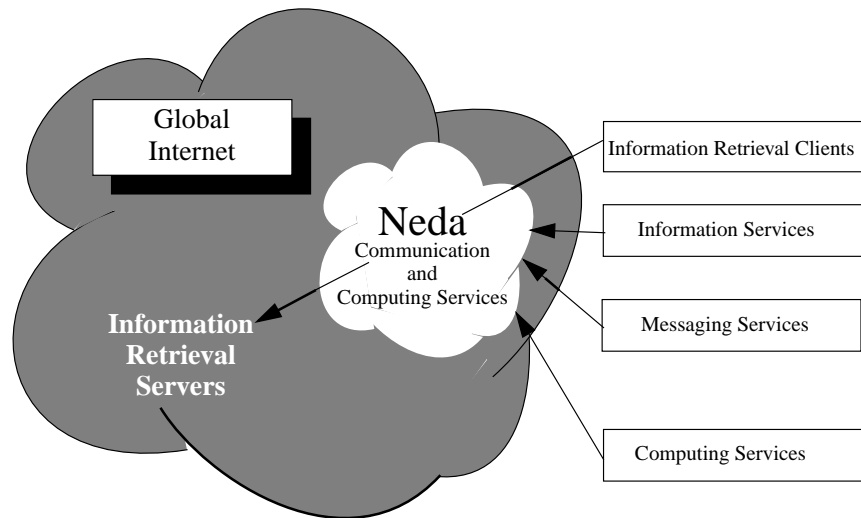 Global
Internet
Information Retrieval Clients
Neda
Communication
and
Computing Services
Information Services
Messaging Services
Information
Retrieval
Servers
Computing Services